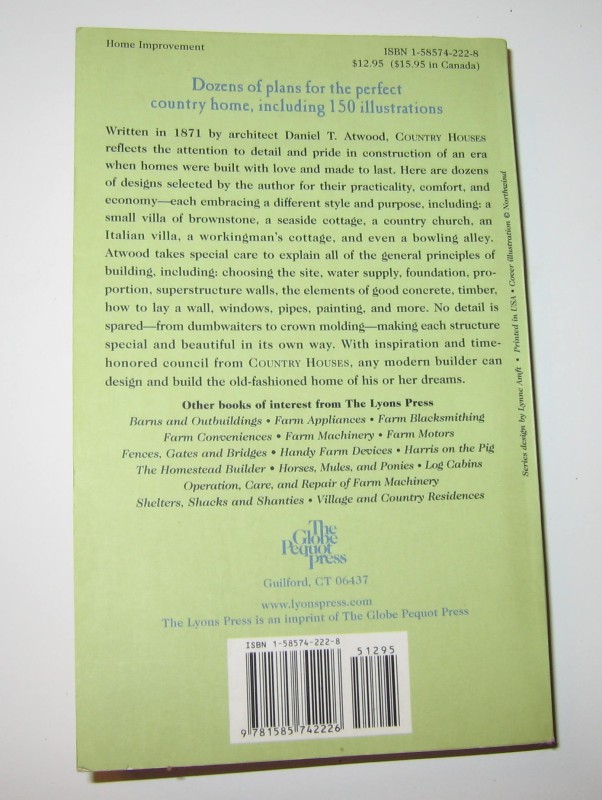 Home Improvement
ISBN 1-58574-222-8
$12.95 ($15.95 in Canada)
Dozens of plans for the perfect
country home, including 150 illustrations
Written in 1871 by architect Daniel T. Atwood, COUNTRY HOUSES
reflects the attention to detail and pride in construction of an era
when homes were built with love and made to last. Here are dozens
of designs selected by the author for their practicality, comfort, and
economy—each embracing a different style and purpose, including: a
small villa of brownstone, a seaside cottage, a country church, an
Italian villa, a workingman's cottage, and even a bowling alley.
Atwood takes special care to explain all of the general principles of
building, including: choosing the site, water supply, foundation, pro-
portion, superstructure walls, the elements of good concrete, timber,
how to lay a wall, windows, pipes, painting, and more. No detail is
spared—from dumbwaiters to crown molding—making each structure
special and beautiful in its own way. With inspiration and time-
honored council from COUNTRY HOUSES, any modern builder can
design and build the old-fashioned home of his or her dreams.
Other books of interest from The Lyons Press
Barns and Outbuildings • Farm Appliances • Farm Blacksmithing
Farm Conveniences • Farm Machinery • Farm Motors
Fences, Gates and Bridges • Handy Farm Devices • Harris on the Pig
The Homestead Builder • Horses, Mules, and Ponies • Log Cabins
Operation, Care, and Repair of Farm Machinery
Shelters, Shacks and Shanties • Village and Country Residences
The
Globe
Pequot
Press
Guilford, CT 06437
www.lyonspress.com
The Lyons Press is an imprint of The Globe Pequot Press
ISBN 1-58574-222-8
51295
9 781585 742226
Series design by Lynne Amft • Printed in USA • Cover illustration © Northwind